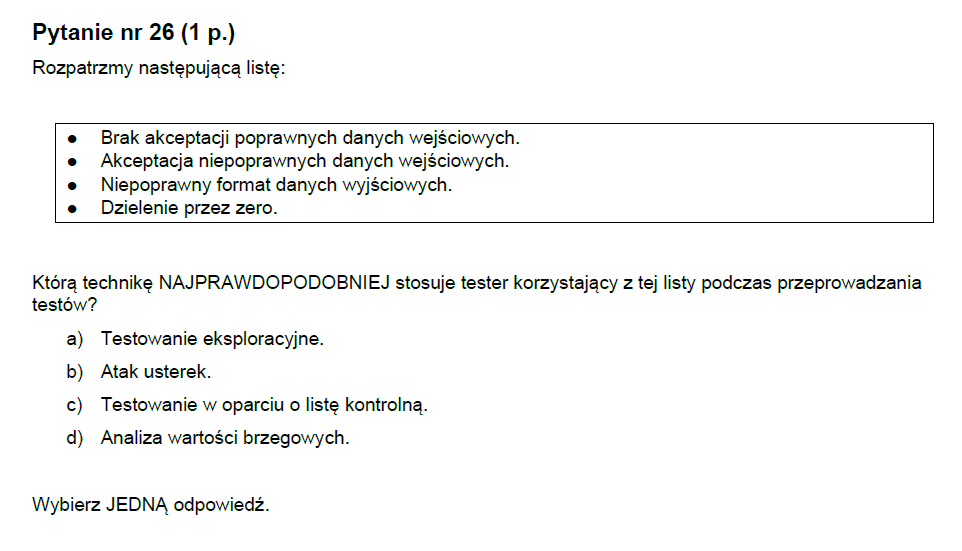 Pytanie nr 26 (1 p.)
Rozpatrzmy następującą listę:
● Brak akceptacji poprawnych danych wejściowych.
● Akceptacja niepoprawnych danych wejściowych.
● Niepoprawny format danych wyjściowych.
● Dzielenie przez zero.
Którą technikę NAJPRAWDOPODOBNIEJ stosuje tester korzystający z tej listy podczas przeprowadzania
testów?
a) Testowanie eksploracyjne.
b) Atak usterek.
c) Testowanie w oparciu o listę kontrolną.
d) Analiza wartości brzegowych.
Wybierz JEDNĄ odpowiedź.